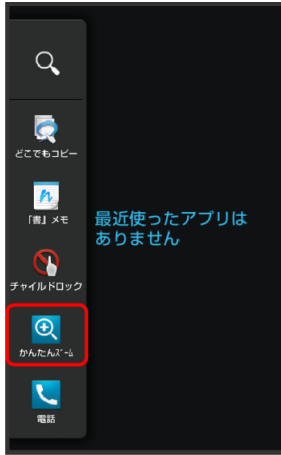 どこでもコピー
「書」メモ
最近使ったアプリは
ありません
チャイルドロック
かんたんズーム
電話